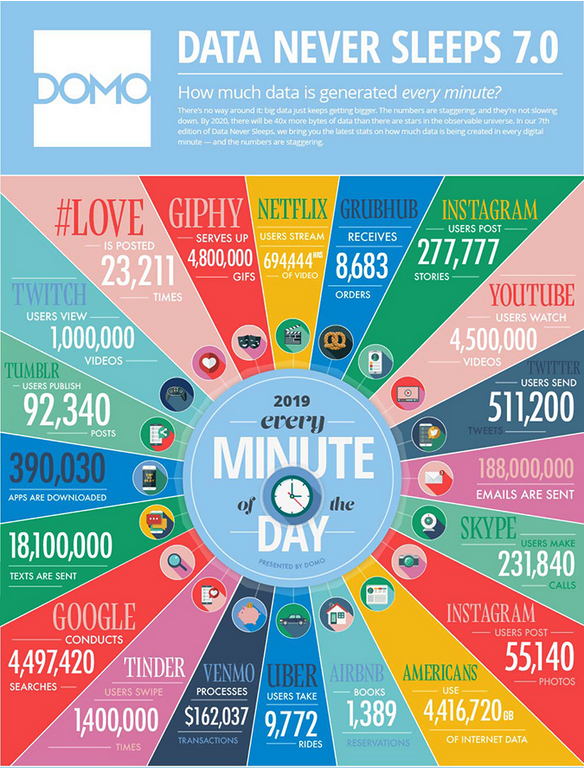 DOMO
DATA NEVER SLEEPS 7.0
How much data is generated every minute?
There's no way around it: big data just keeps getting bigger. The numbers are staggering, and they're not slowing
down. By 2020, there will be 40x more bytes of data than there are stars in the observable universe. In our 7th
edition of Data Never Sleeps, we bring you the latest stats on how much data is being created in every digital
minute — and the numbers are staggering.
#LOVE
IS POSTED
23,211
TIMES
GIPHY
SERVES UP
4,800,000
GIFS
NETFLIX
USERS STREAM
694,444 HRS
OF VIDEO
GRUBHUB
RECEIVES
8,683
ORDERS
INSTAGRAM
USERS POST
277,777
STORIES
YOUTUBE
USERS WATCH
4,500,000
VIDEOS
TWITTER
USERS SEND
511,200
TWEETS
188,000,000
EMAILS ARE SENT
SKYPE
USERS MAKE
231,840
CALLS
INSTAGRAM
USERS POST
55,140
PHOTOS
AMERICANS
USE
4,416,720 GB
OF INTERNET DATA
AIRBNB
BOOKS
1,389
RESERVATIONS
UBER
USERS TAKE
9,772
RIDES
VENMO
PROCESSES
$162,037
TRANSACTIONS
TINDER
USERS SWIPE
1,400,000
TIMES
GOOGLE
CONDUCTS
4,497,420
SEARCHES
18,100,000
TEXTS ARE SENT
390,030
APPS ARE DOWNLOADED
TUMBLR
USERS PUBLISH
92,340
POSTS
TWITCH
USERS VIEW
1,000,000
VIDEOS
2019
every
MINUTE
of the
DAY
PRESENTED BY DOMO